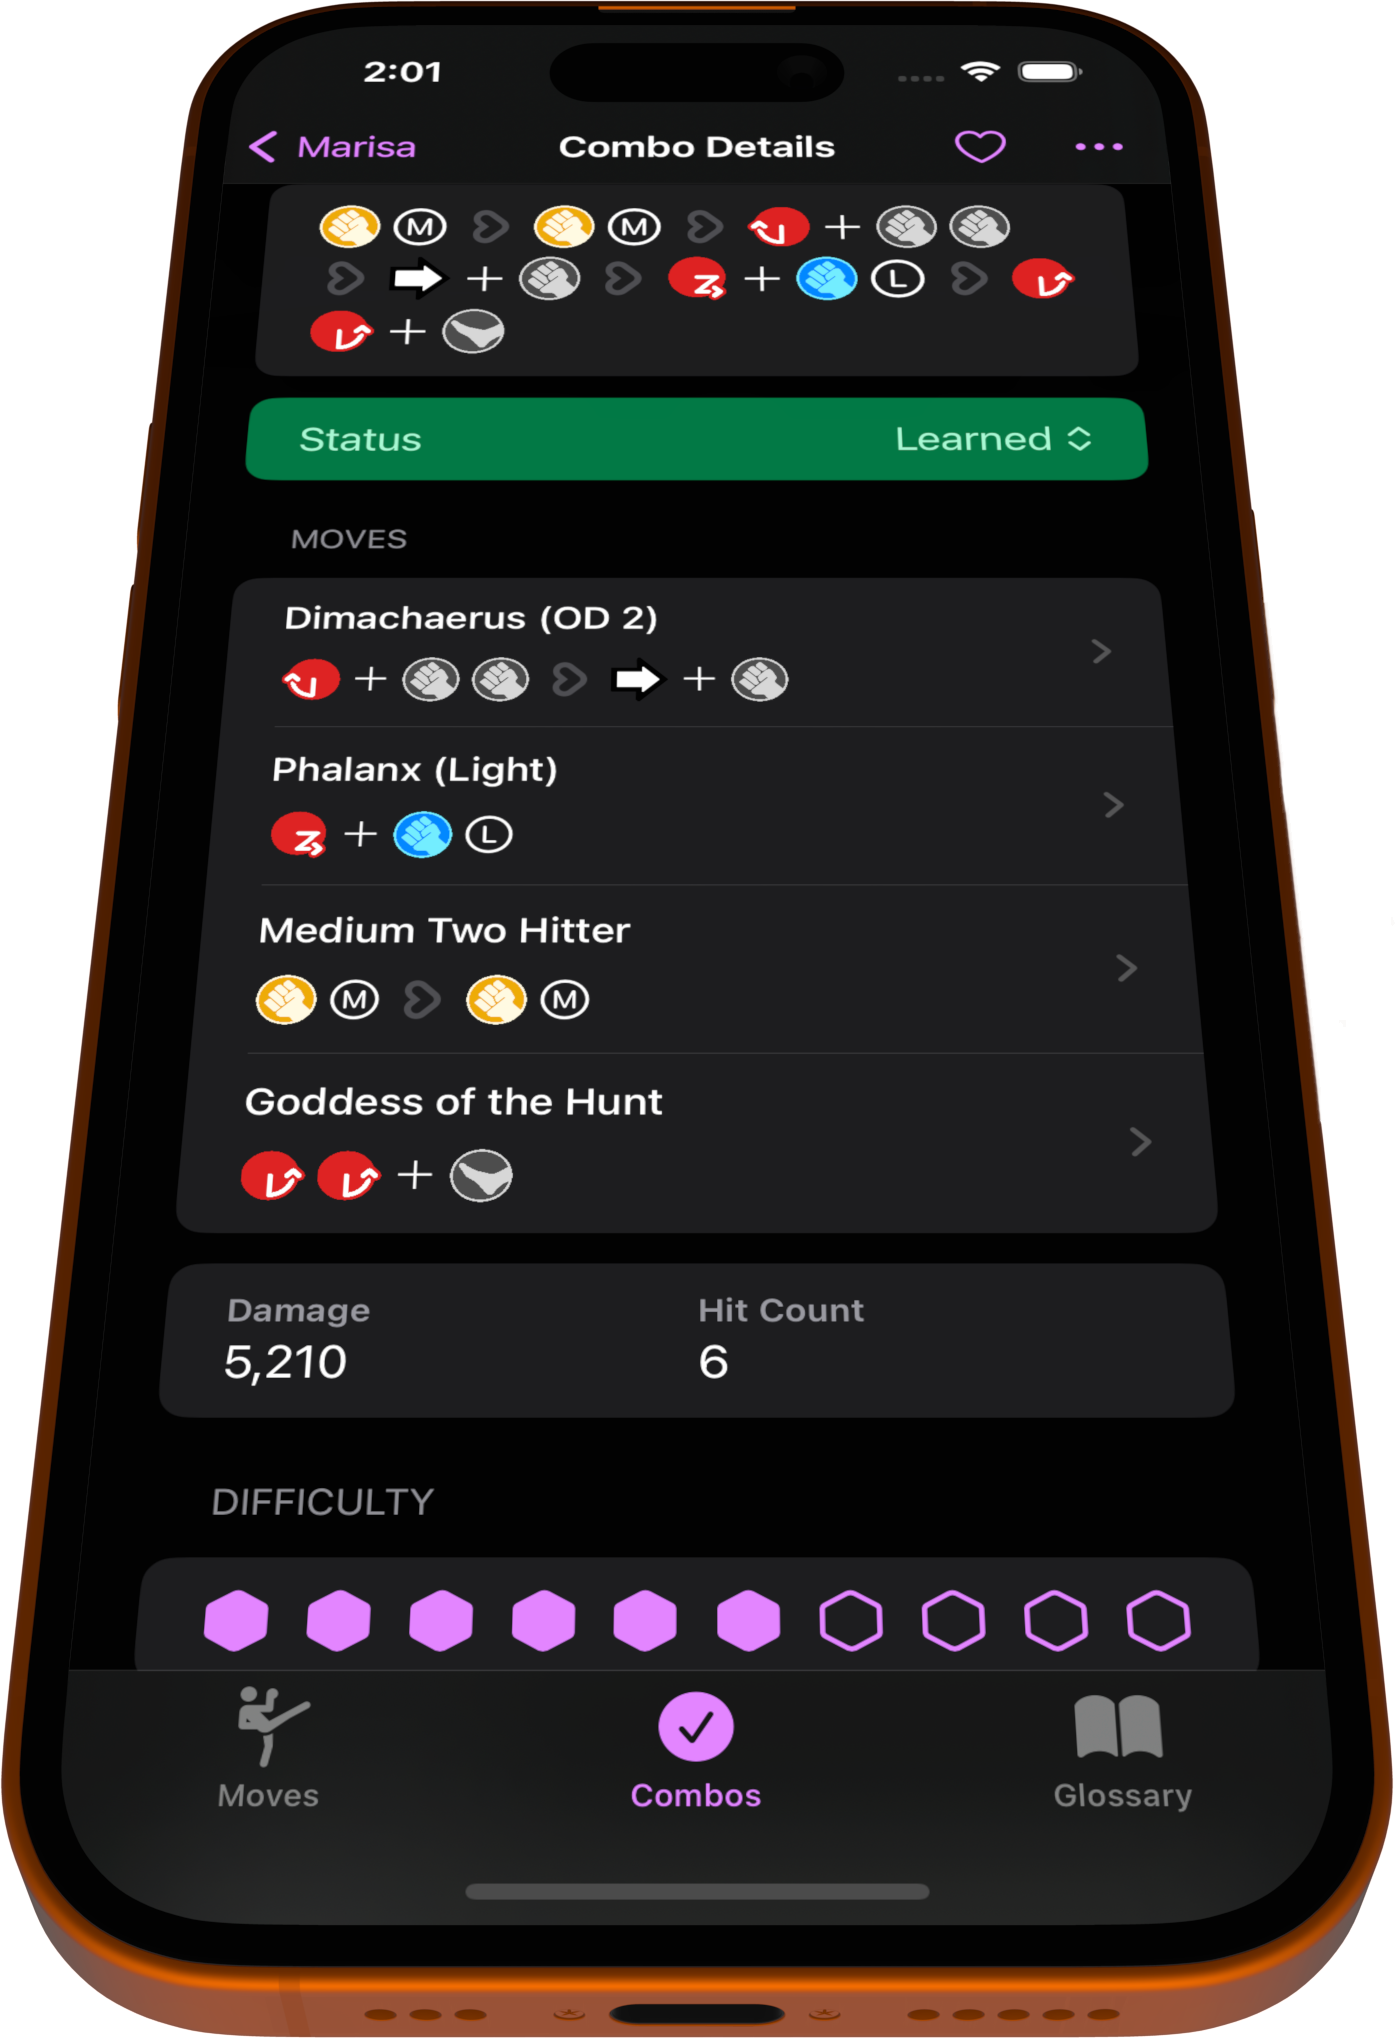 2:01
Marisa
Combo Details
M > M > +
> + > + L >
+
Status
Learned
MOVES
Dimachaerus (OD 2)
+ > +
Phalanx (Light)
+ L
Medium Two Hitter
M > M
Goddess of the Hunt
+
Damage
Hit Count
5,210
6
DIFFICULTY
Moves
Combos
Glossary